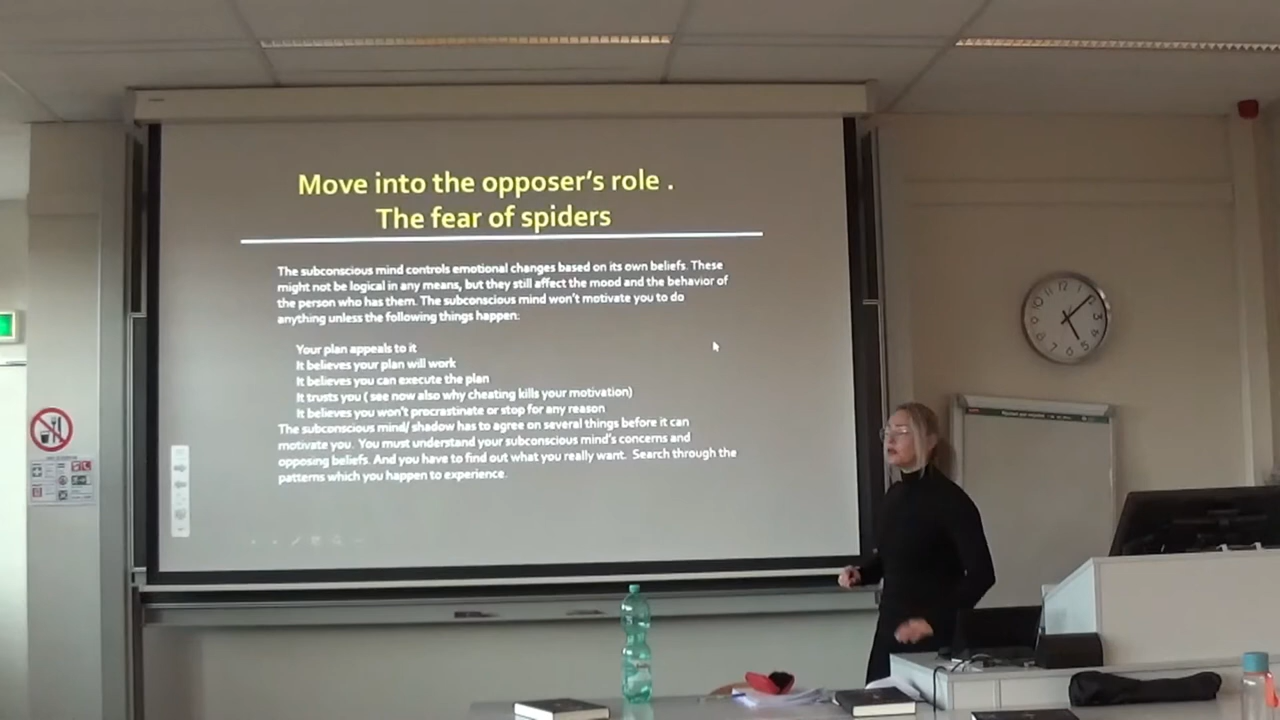 Move into the opposer's role .
The fear of spiders
The subconscious mind controls emotional changes based on its own beliefs. These
might not be logical in any means, but they still affect the mood and the behavior of
the person who has them. The subconscious mind won't motivate you to do
anything unless the following things happen:
Your plan appeals to it
It believes your plan will work
It believes you can execute the plan
It trusts you ( see now also why cheating kills your motivation)
It believes you won't procrastinate or stop for any reason
The subconscious mind/ shadow has to agree on several things before it can
motivate you. You must understand your subconscious mind's concerns and
opposing beliefs. And you have to find out what you really want. Search through the
patterns which you happen to experience.